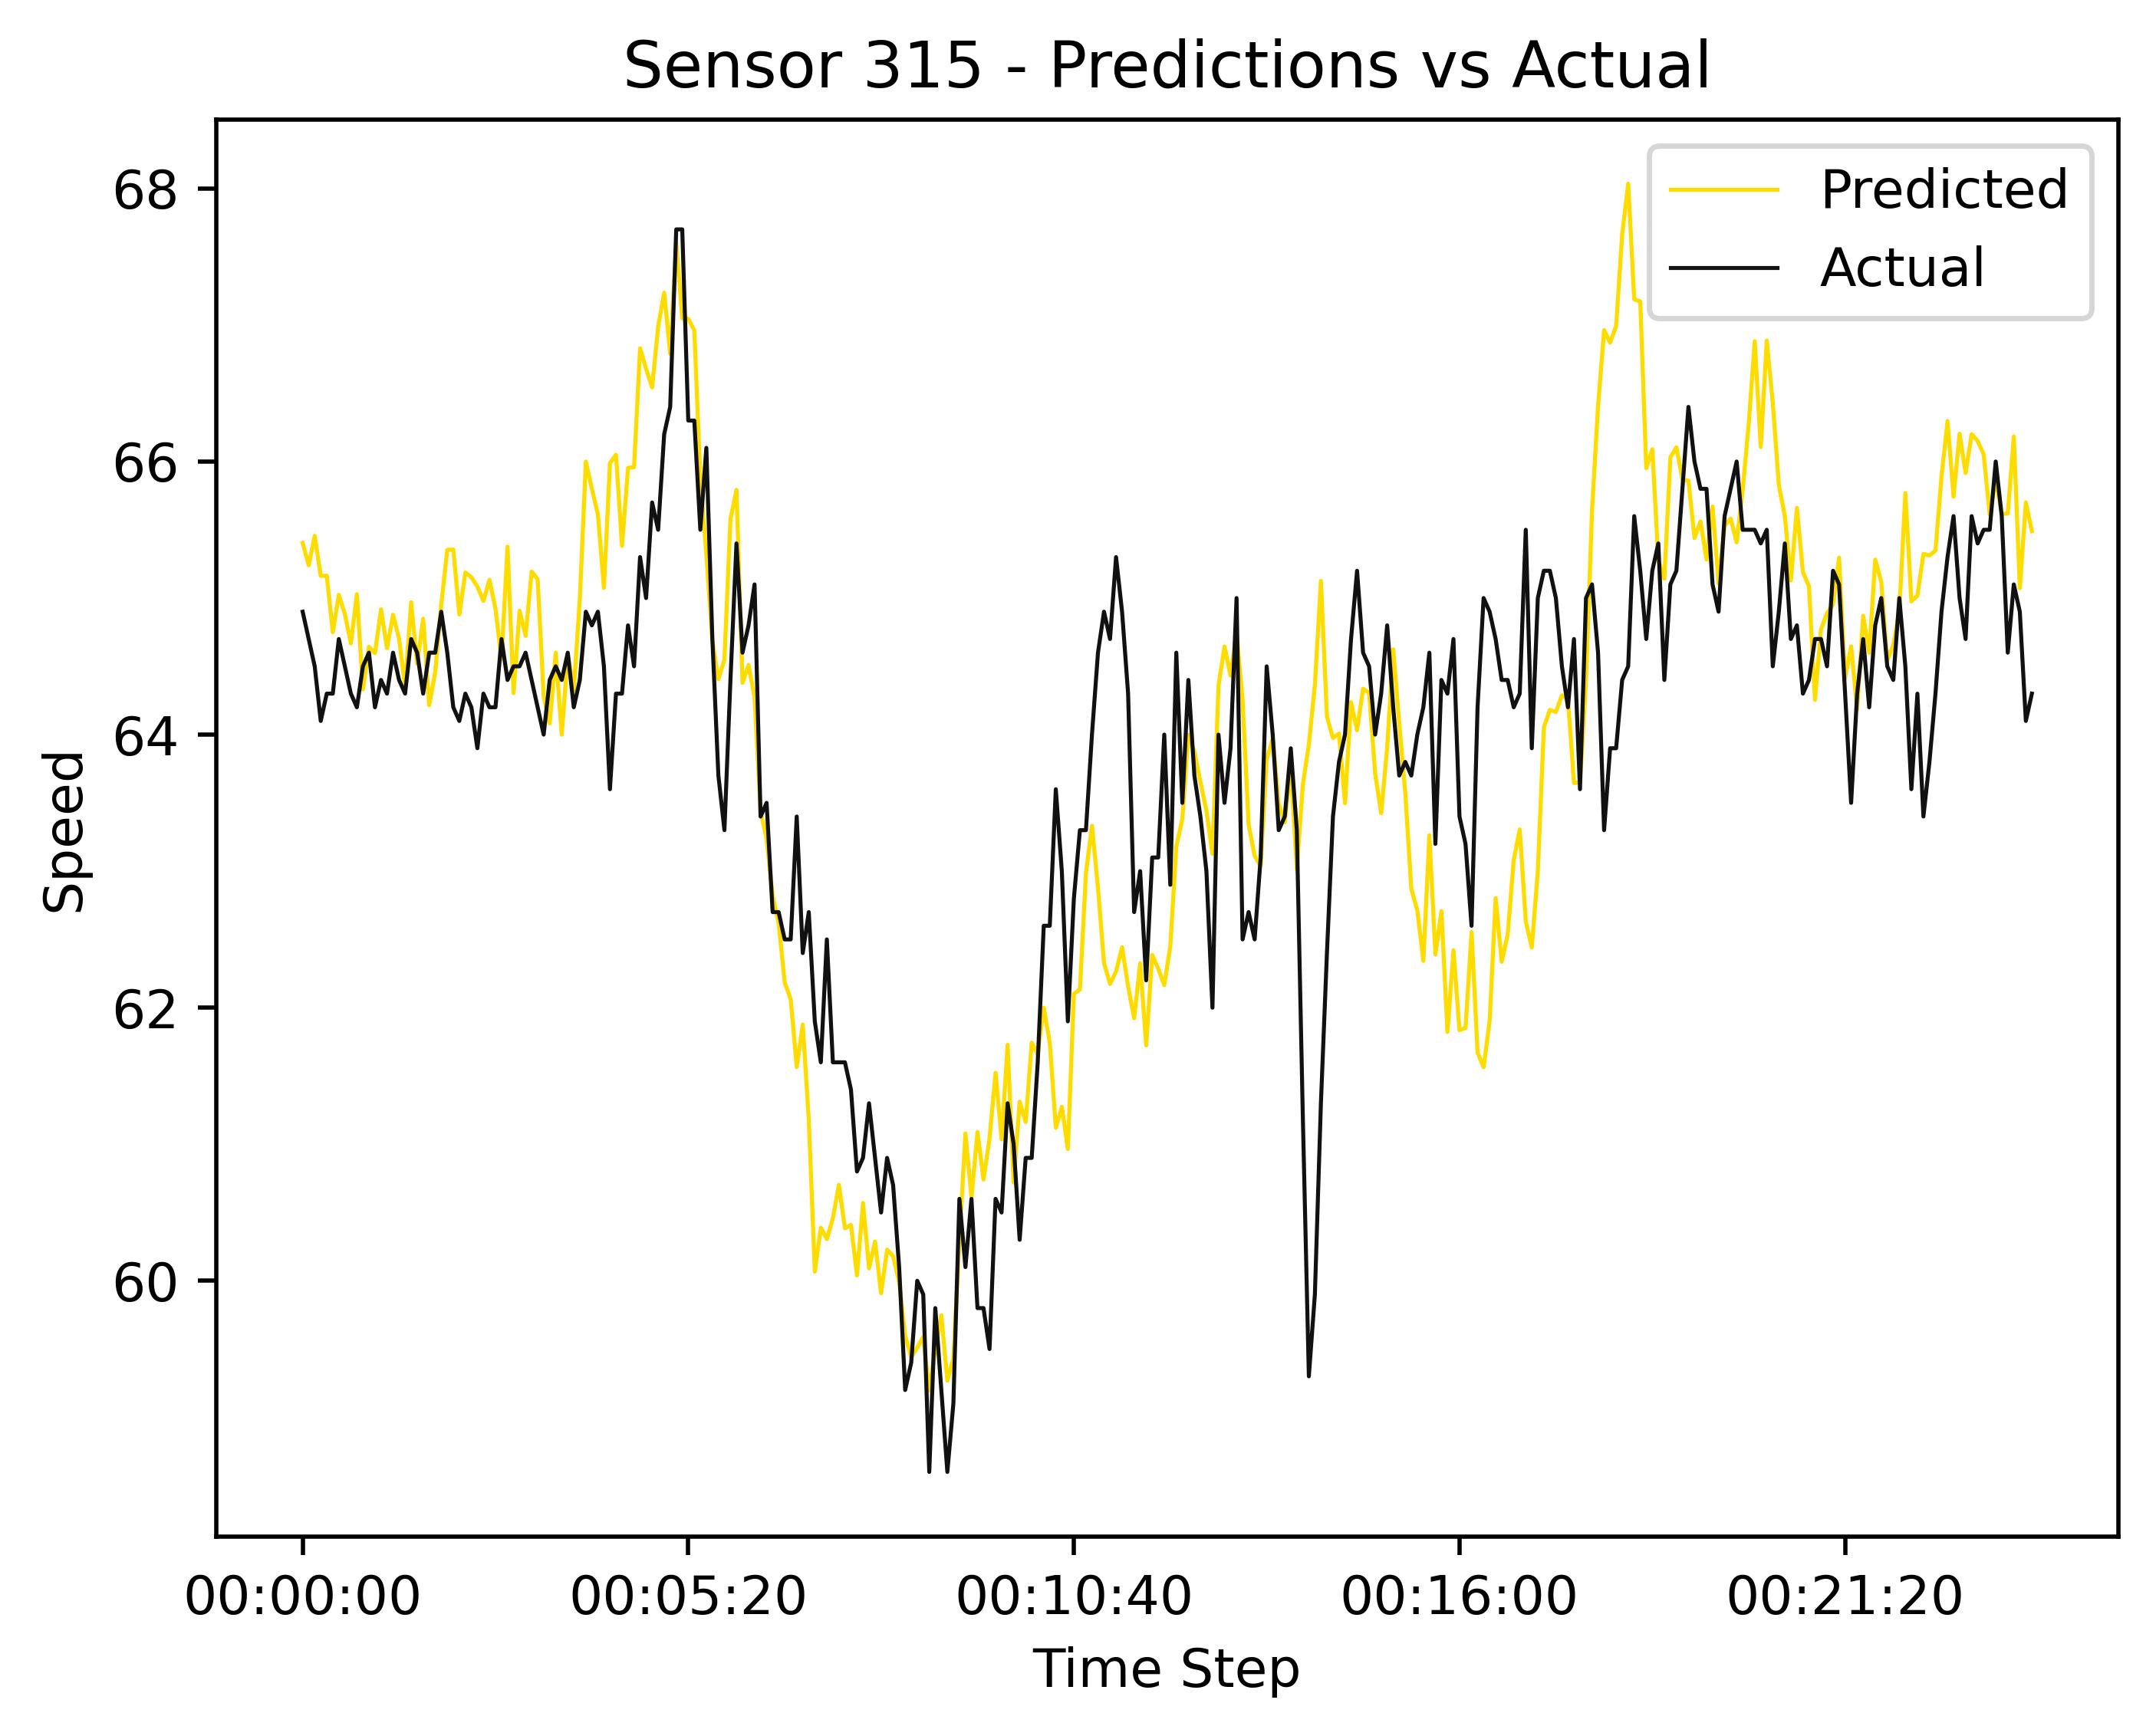 Sensor 315 - Predictions vs Actual
Predicted
Actual
68
66
64
62
60
Speed
00:00:00 00:05:20 00:10:40 00:16:00 00:21:20
Time Step